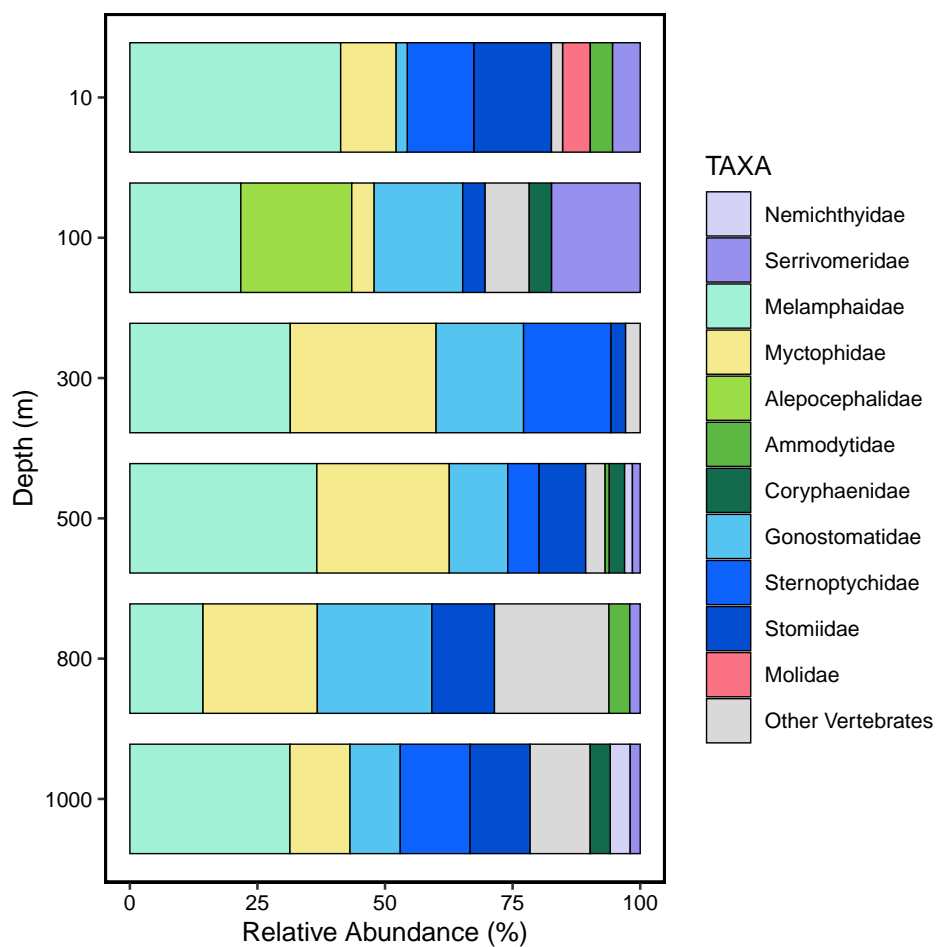 10
100
300
500
800
1000
Depth (m)
0 25 50 75 100
Relative Abundance (%)
TAXA
Nemichthyidae
Serrivomeridae
Melamphaidae
Myctophidae
Alepocephalidae
Ammodytidae
Coryphaenidae
Gonostomatidae
Sternoptychidae
Stomiidae
Molidae
Other Vertebrates